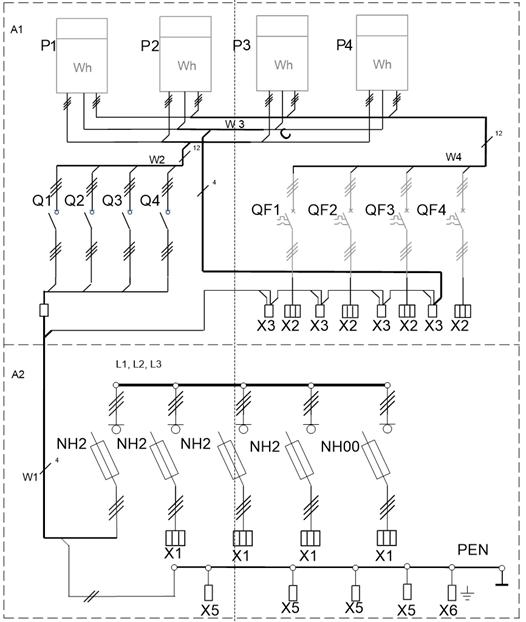 A1
P1 P2 P3 P4
Wh Wh Wh Wh
W 3
C
12 12
W2 W4
4
Q1 Q2 Q3 Q4 QF1 QF2 QF3 QF4
X3 X2 X3 X2 X3 X2 X3 X2
A2
L1, L2, L3
NH2 NH2 NH2 NH2 NH00
4
W1
X1 X1 X1 X1
PEN
X5 X5 X5 X5 X6